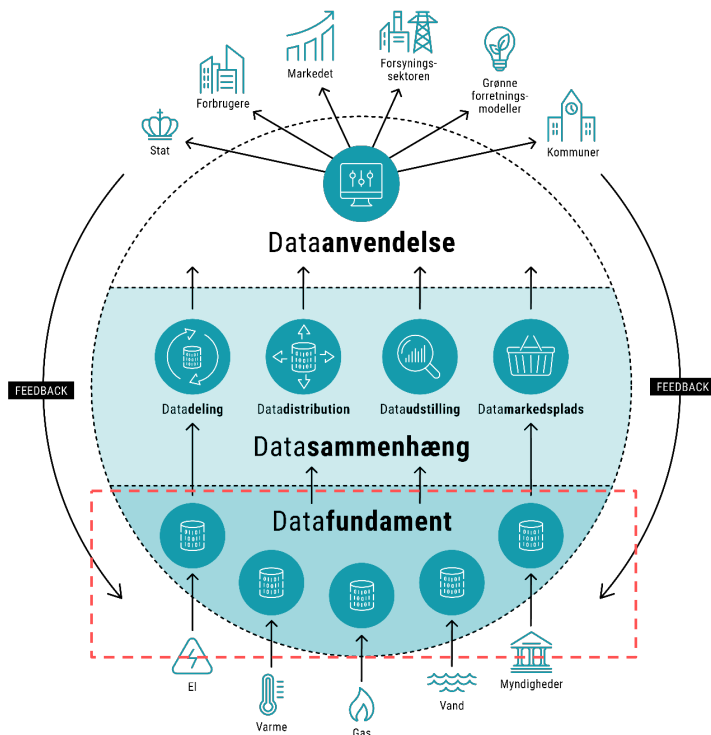 Markedet
Forsynings-
sektoren
Forbrugere
Grønne
forretnings-
modeller
Stat
Kommuner
Dataanvendelse
FEEDBACK
FEEDBACK
Datadeling
Datadistribution
Dataudstilling
Datamarkedsplads
Datasammenhæng
Datafundament
El
Varme
Gas
Vand
Myndigheder